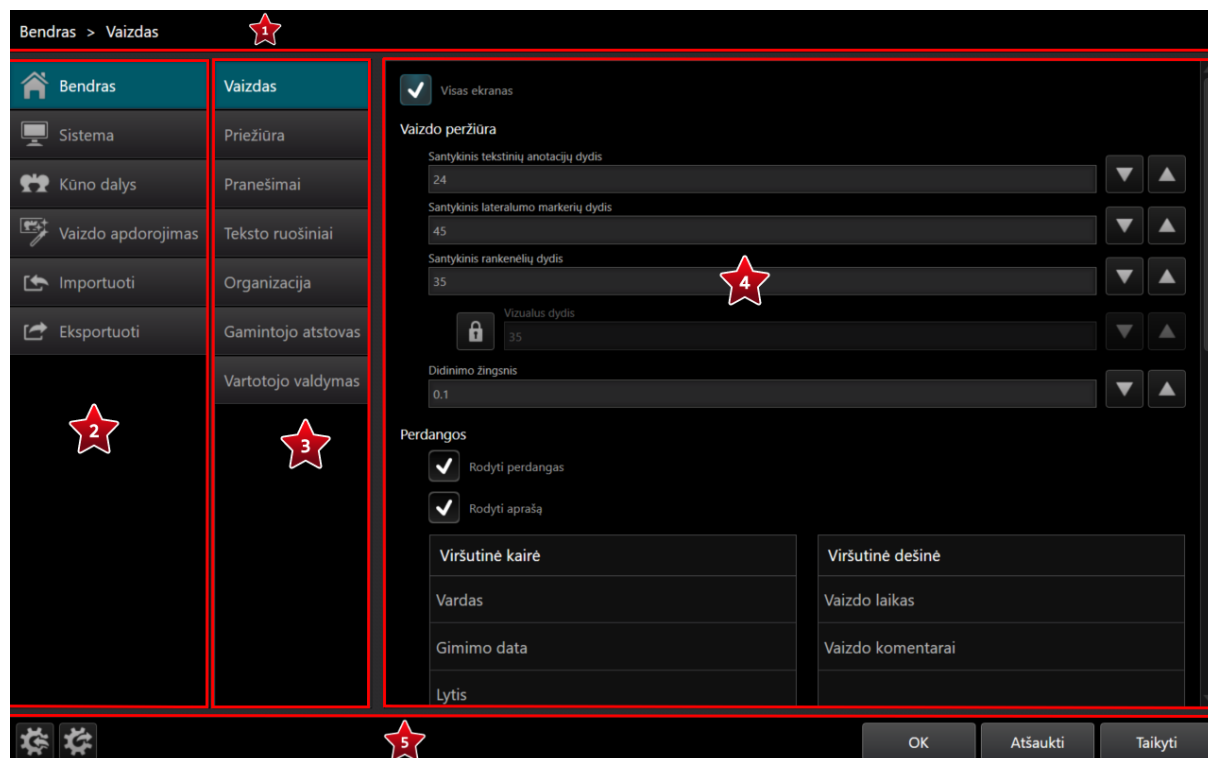 Bendras > Vaizdas
1
Bendras
Sistema
Kūno dalys
Vaizdo apdorojimas
Importuoti
Eksportuoti
2
Vaizdas
Priežiūra
Pranešimai
Teksto ruošiniai
Organizacija
Gamintojo atstovas
Vartotojo valdymas
3
Visas ekranas
Vaizdo peržiūra
Santykinis tekstinių anotacijų dydis
24
Santykinis lateralumo markerių dydis
45
Santykinis rankenėlių dydis
35
4
Vizualus dydis
35
Didinimo žingsnis
0.1
Perdangos
Rodyti perdangas
Rodyti aprašą
Viršutinė kairė
Vardas
Gimimo data
Lytis
Viršutinė dešinė
Vaizdo laikas
Vaizdo komentarai
5
OK
Atšaukti
Taikyti